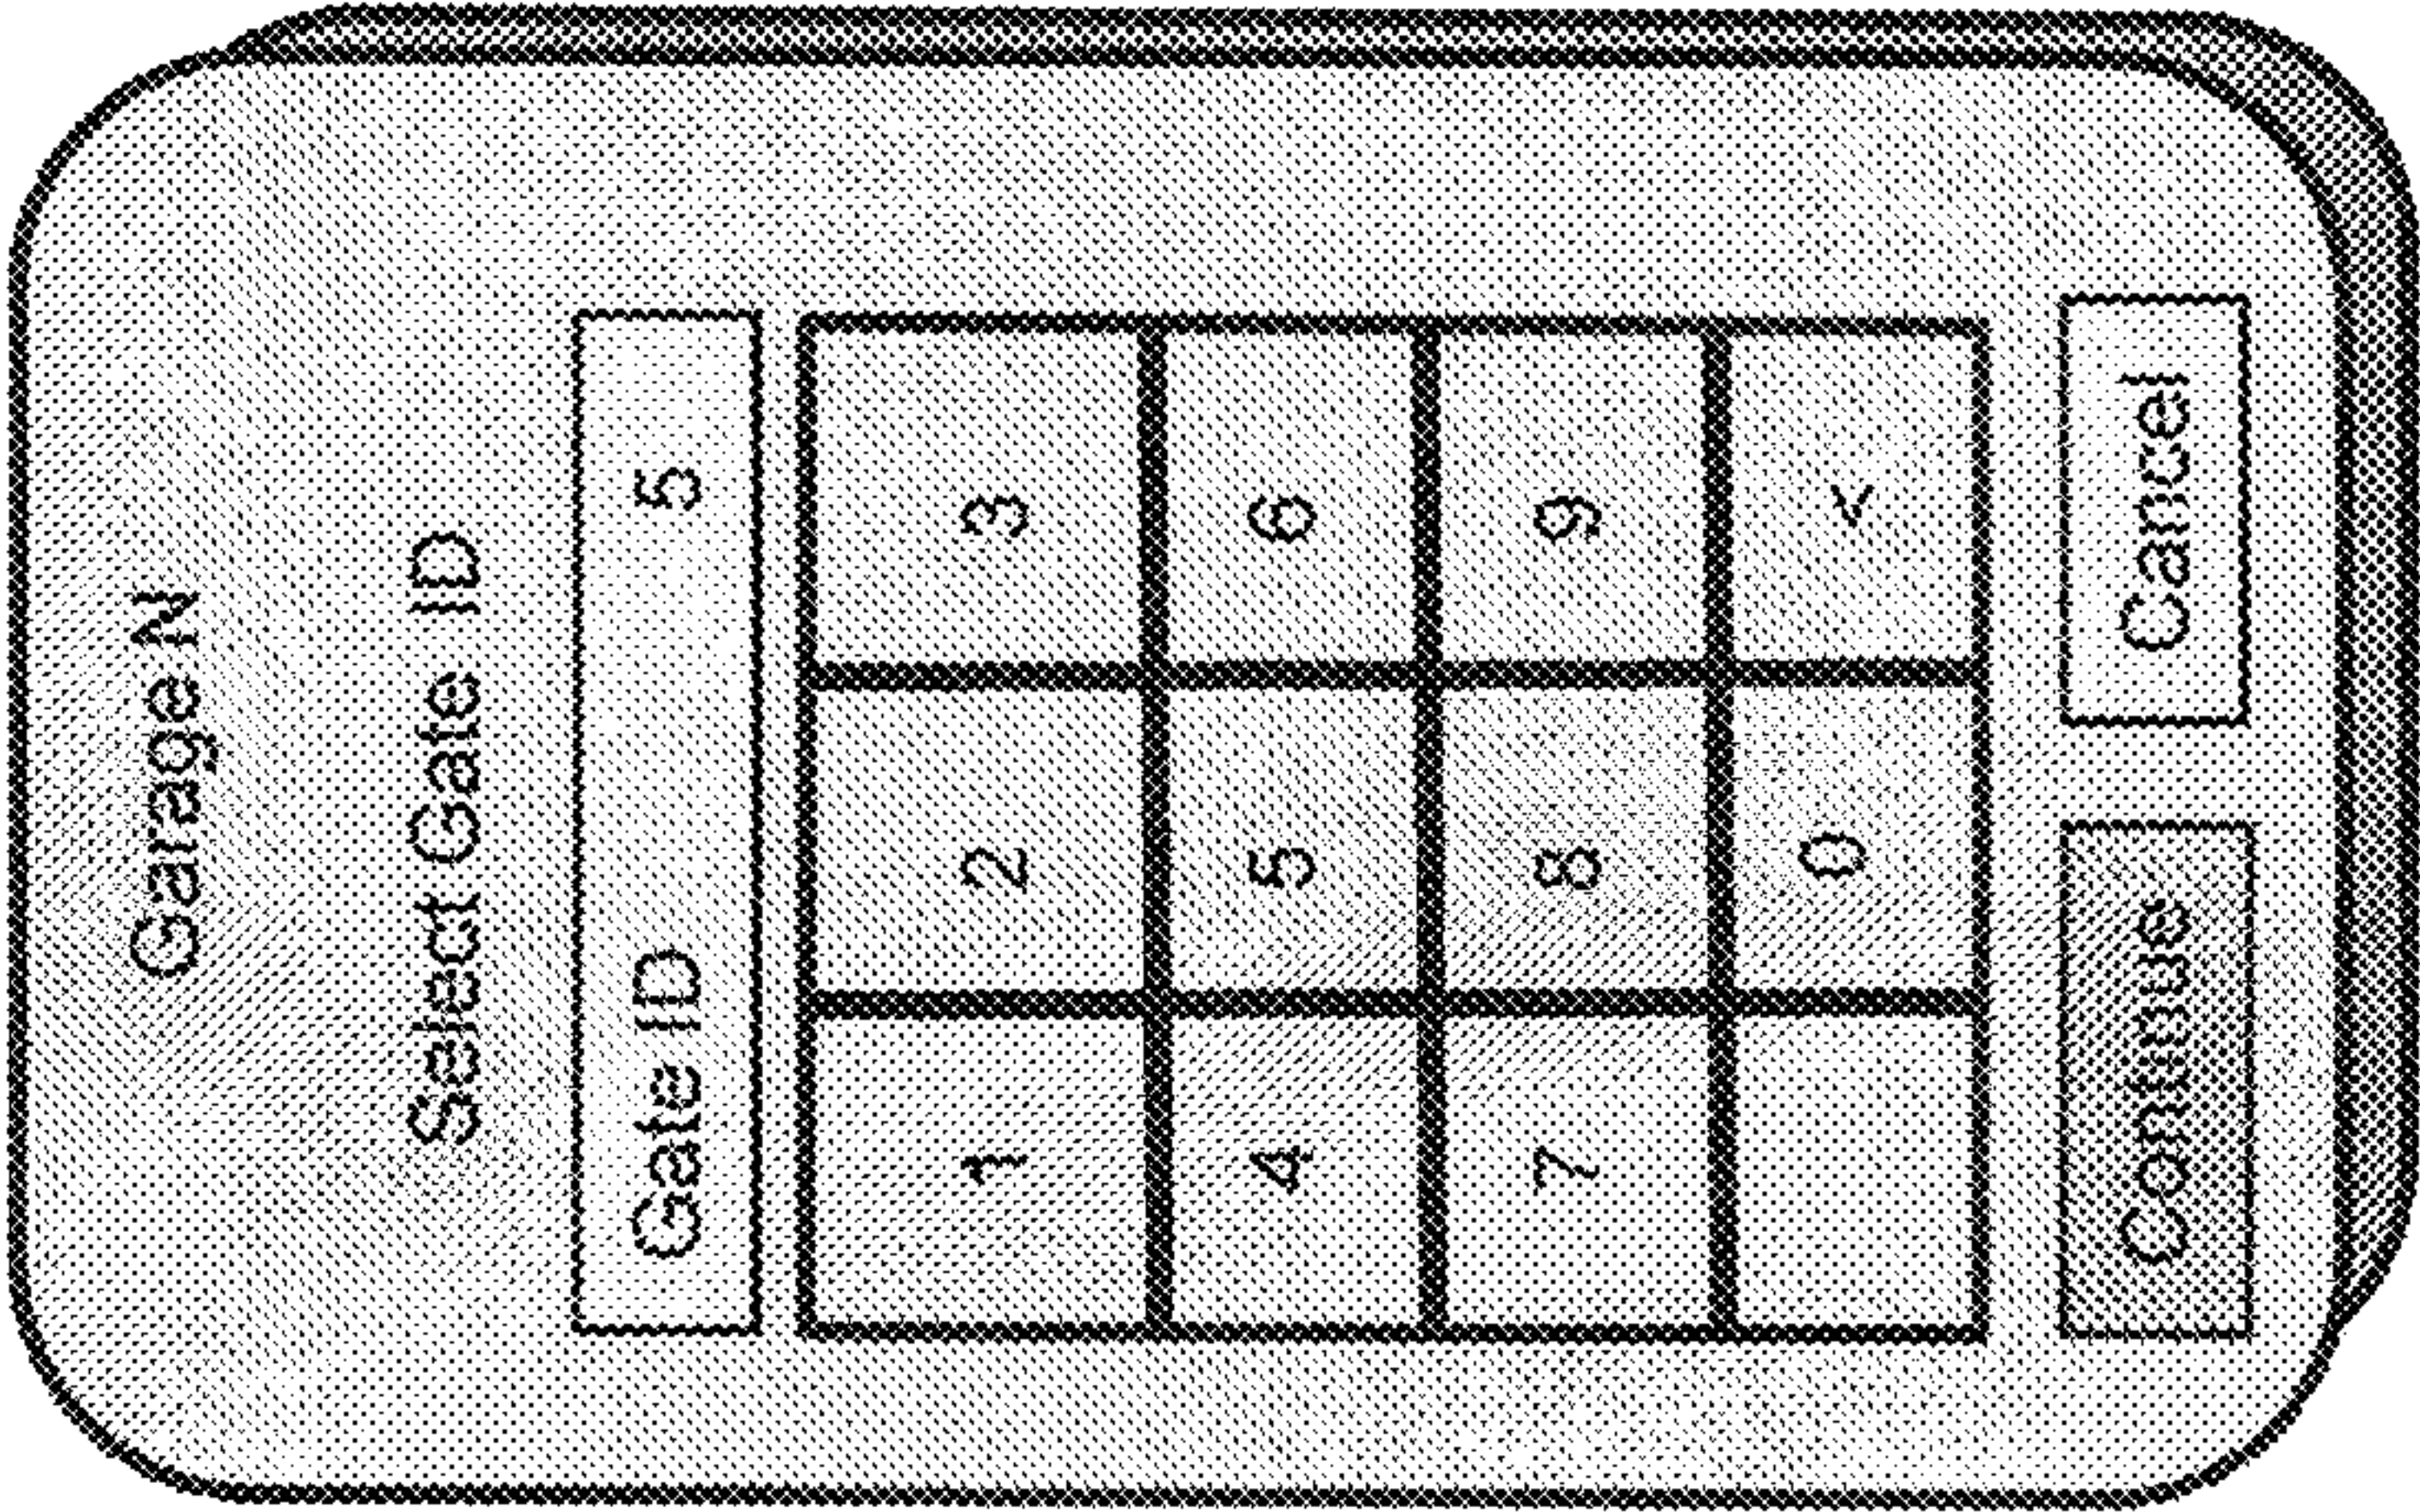 Garage N
Select Gate ID
Gate ID 5
1 2 3
4 5 6
7 8 9
0 <
Continue Cancel